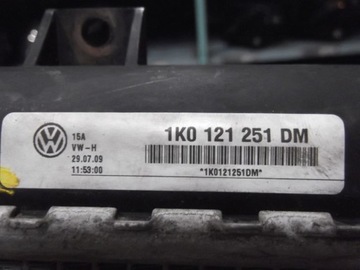 15A
VW-H
29.07.09
11:53:00
1K0 121 251 DM
*1K0121251DM*